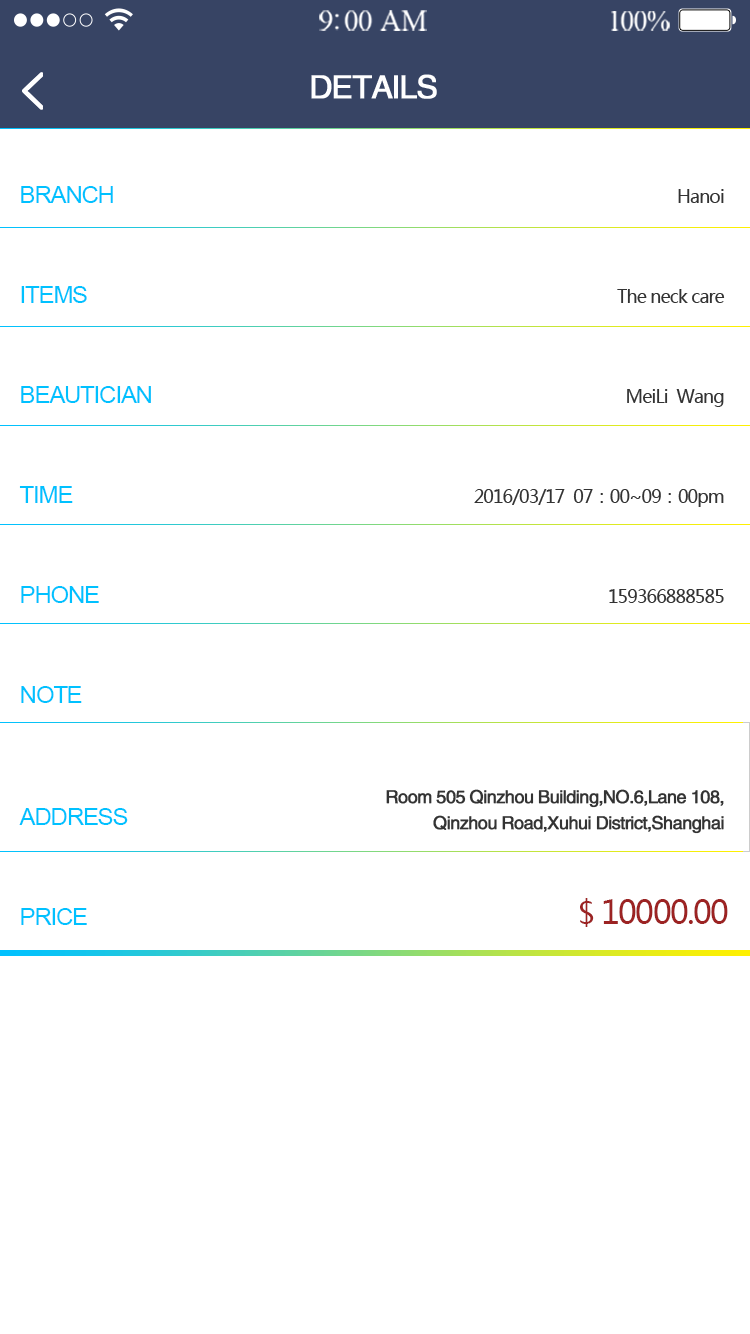 9:00 AM 100%
DETAILS
BRANCH Hanoi
ITEMS The neck care
BEAUTICIAN MeiLi Wang
TIME 2016/03/17 07 : 00~09 : 00pm
PHONE 159366888585
NOTE
Room 505 Qinzhou Building,NO.6,Lane 108,
ADDRESS Qinzhou Road,Xuhui District,Shanghai
PRICE $ 10000.00